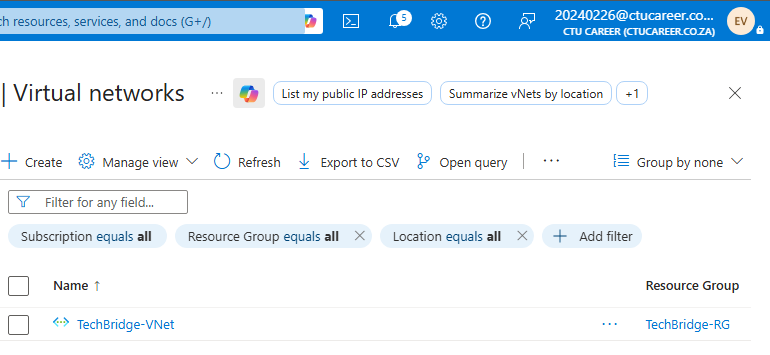 ch resources, services, and docs (G+/)
5
20240226@ctucareer.co...
CTU CAREER (CTUCAREER.CO.ZA)
EV
| Virtual networks
...
List my public IP addresses
Summarize vNets by location
+1
+ Create
Manage view
Refresh
Export to CSV
Open query
...
Group by none
Filter for any field...
Subscription equals all
Resource Group equals all
Location equals all
Add filter
Name ↑
Resource Group
TechBridge-VNet
...
TechBridge-RG